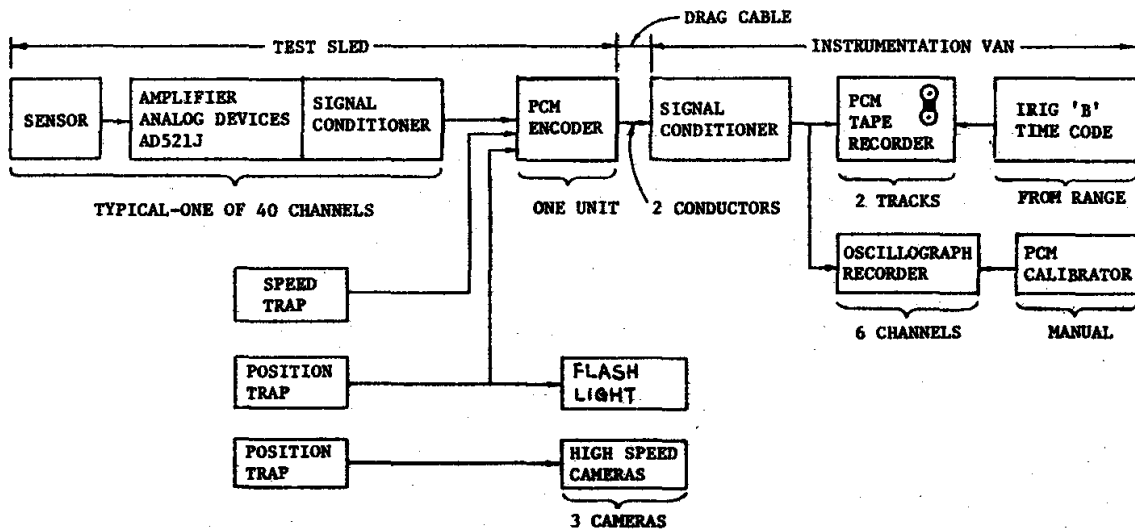 DRAG CABLE
TEST SLED
INSTRUMENTATION VAN
SENSOR
AMPLIFIER
ANALOG DEVICES
AD521J
SIGNAL
CONDITIONER
PCM
ENCODER
SIGNAL
CONDITIONER
PCM
TAPE
RECORDER
IRIG 'B'
TIME CODE
TYPICAL-ONE OF 40 CHANNELS
ONE UNIT
2 CONDUCTORS
2 TRACKS
FROM RANGE
OSCILLOGRAPH
RECORDER
PCM
CALIBRATOR
6 CHANNELS
MANUAL
SPEED
TRAP
POSITION
TRAP
FLASH
LIGHT
POSITION
TRAP
HIGH SPEED
CAMERAS
3 CAMERAS